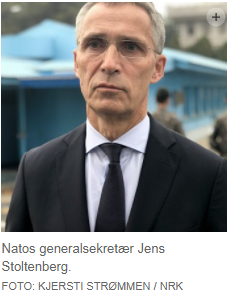 Natos generalsekretær Jens
Stoltenberg.
FOTO: KJERSTI STRØMMEN / NRK